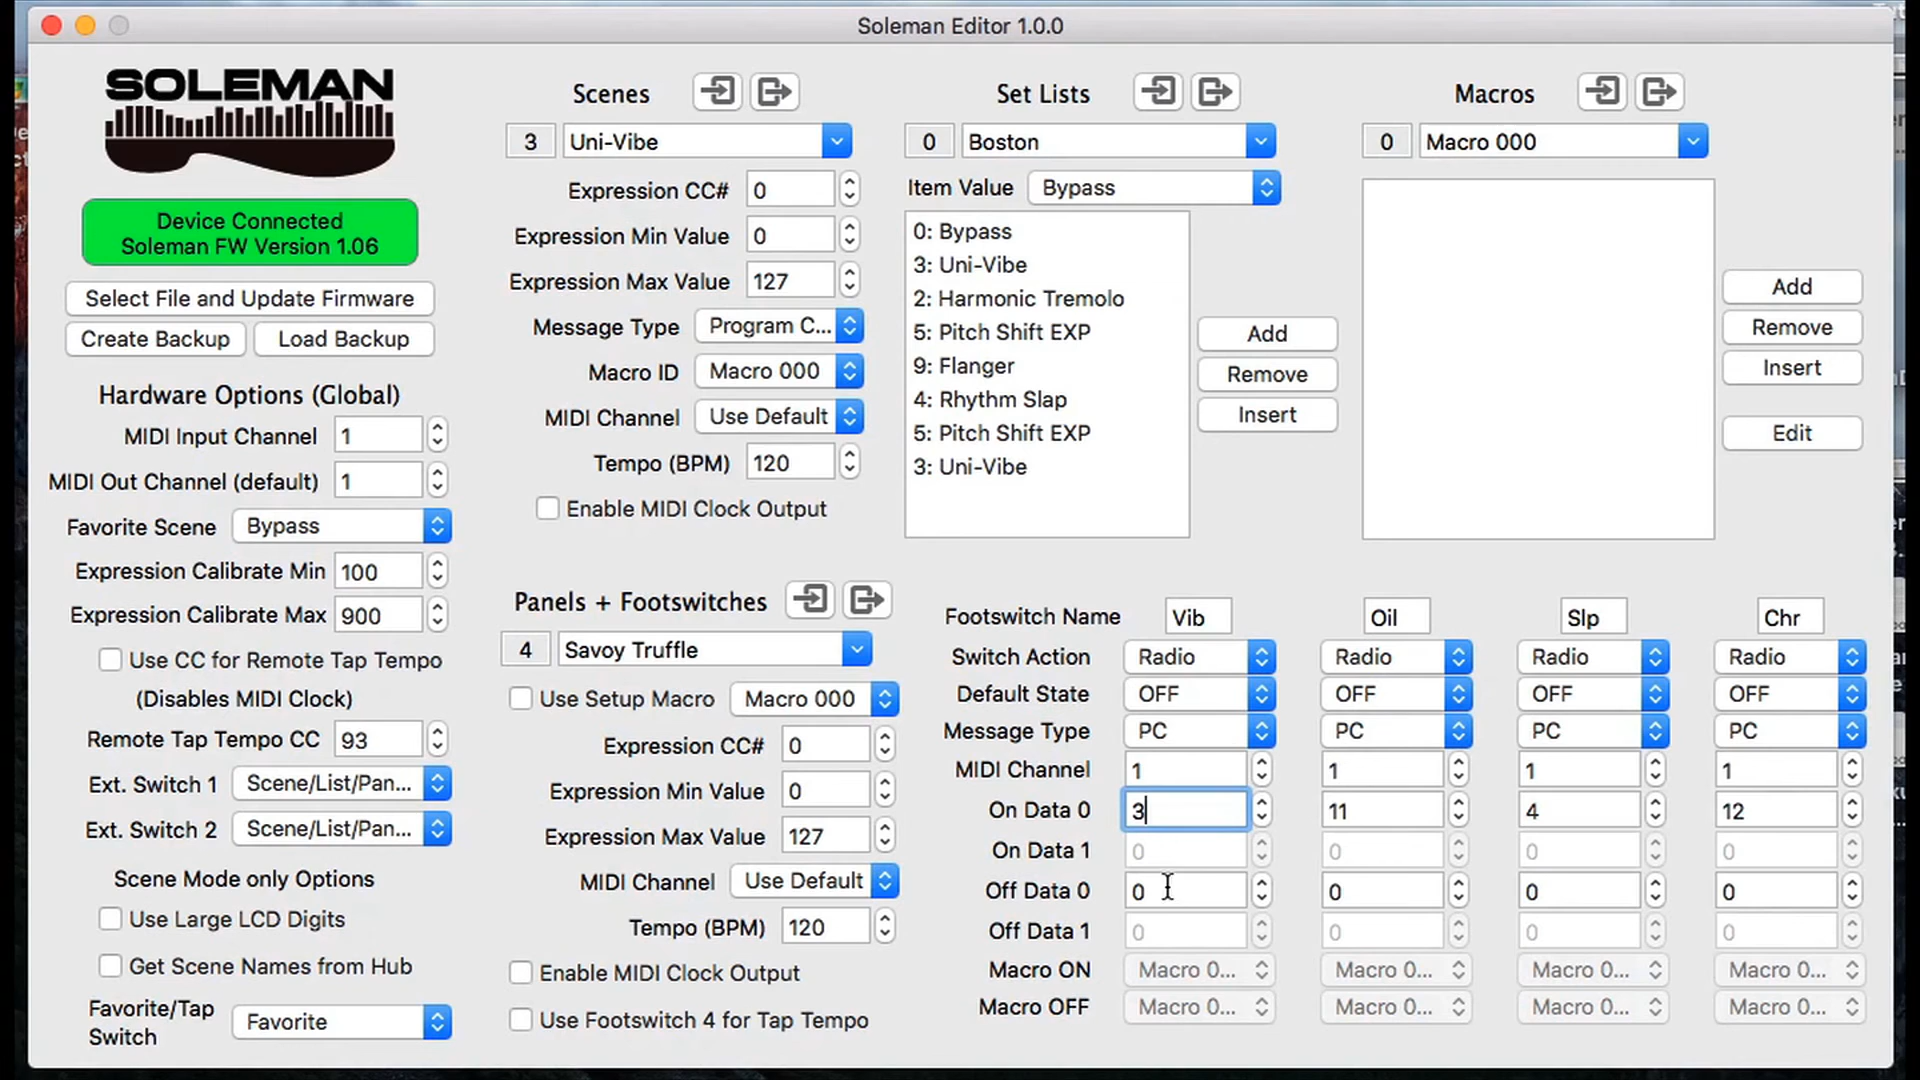 Soleman Editor 1.0.0
SOLEMAN
Device Connected
Soleman FW Version 1.06
Select File and Update Firmware
Create Backup
Load Backup
Hardware Options (Global)
MIDI Input Channel 1
MIDI Out Channel (default) 1
Favorite Scene Bypass
Expression Calibrate Min 100
Expression Calibrate Max 900
Use CC for Remote Tap Tempo
(Disables MIDI Clock)
Remote Tap Tempo CC 93
Ext. Switch 1 Scene/List/Pan...
Ext. Switch 2 Scene/List/Pan...
Scene Mode only Options
Use Large LCD Digits
Get Scene Names from Hub
Favorite/Tap
Switch
Favorite
Scenes
3 Uni-Vibe
Expression CC# 0
Expression Min Value 0
Expression Max Value 127
Message Type Program C...
Macro ID Macro 000
MIDI Channel Use Default
Tempo (BPM) 120
Enable MIDI Clock Output
Set Lists
0 Boston
Item Value Bypass
0: Bypass
3: Uni-Vibe
2: Harmonic Tremolo
5: Pitch Shift EXP
9: Flanger
4: Rhythm Slap
5: Pitch Shift EXP
3: Uni-Vibe
Add
Remove
Insert
Macros
0 Macro 000
Add
Remove
Insert
Edit
Panels + Footswitches
4 Savoy Truffle
Use Setup Macro Macro 000
Expression CC# 0
Expression Min Value 0
Expression Max Value 127
MIDI Channel Use Default
Tempo (BPM) 120
Enable MIDI Clock Output
Use Footswitch 4 for Tap Tempo
Footswitch Name Vib Oil Slp Chr
Switch Action Radio Radio Radio Radio
Default State OFF OFF OFF OFF
Message Type PC PC PC PC
MIDI Channel 1 1 1 1
On Data 0 3 11 4 12
On Data 1 0 0 0 0
Off Data 0 0 0 0 0
Off Data 1 0 0 0 0
Macro ON Macro 0... Macro 0... Macro 0... Macro 0...
Macro OFF Macro 0... Macro 0... Macro 0... Macro 0...